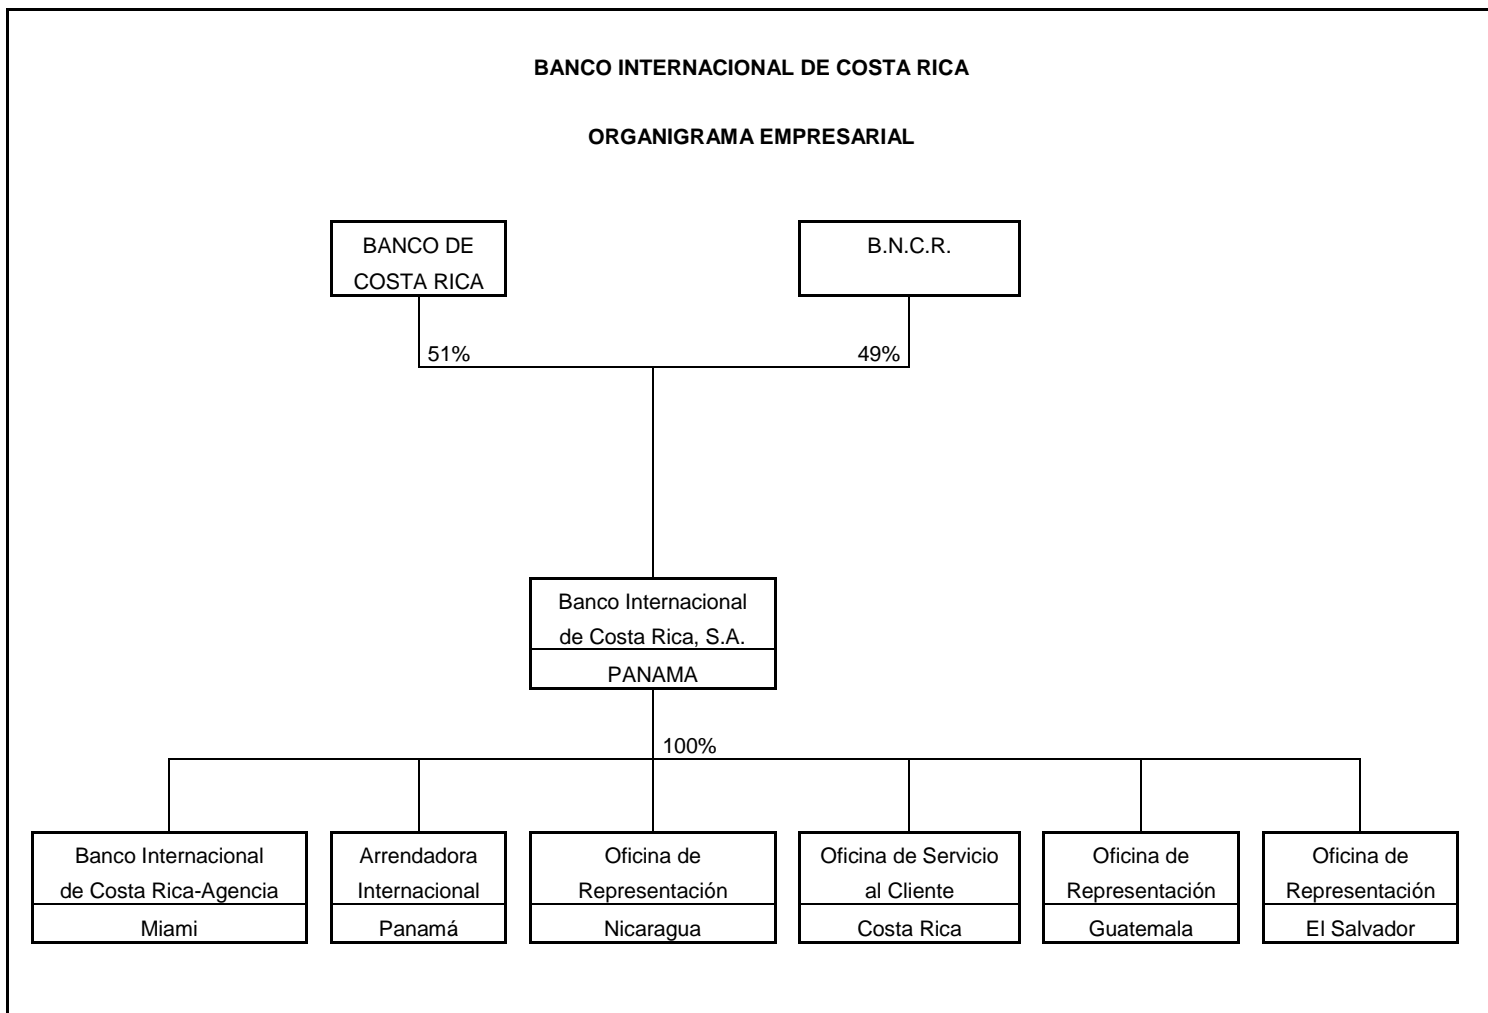 BANCO INTERNACIONAL DE COSTA RICA
ORGANIGRAMA EMPRESARIAL
BANCO DE
COSTA RICA
B.N.C.R.
51%
49%
Banco Internacional
de Costa Rica, S.A.
PANAMA
100%
Banco Internacional
de Costa Rica-Agencia
Miami
Arrendadora
Internacional
Panamá
Oficina de
Representación
Nicaragua
Oficina de Servicio
al Cliente
Costa Rica
Oficina de
Representación
Guatemala
Oficina de
Representación
El Salvador